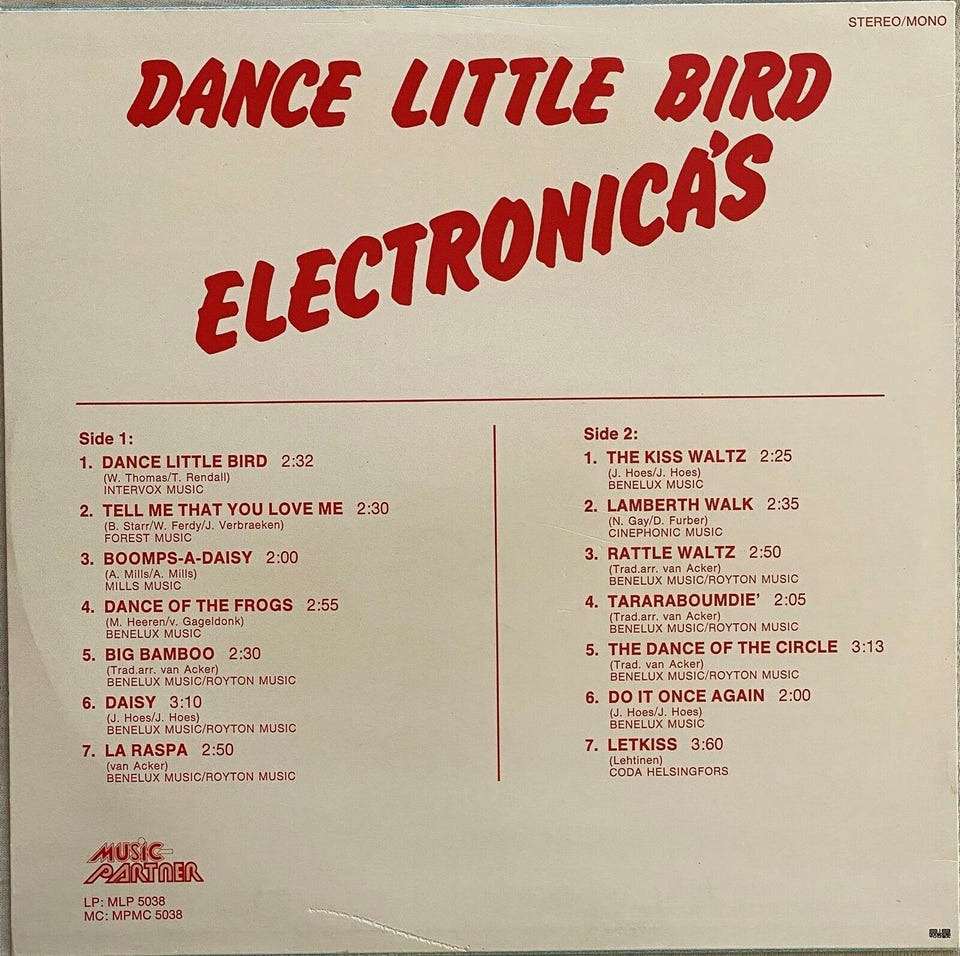 STEREO/MONO
DANCE LITTLE BIRD
ELECTRONICA'S
Side 1:
1. DANCE LITTLE BIRD 2:32
(W. Thomas/T. Rendall)
INTERVOX MUSIC
2. TELL ME THAT YOU LOVE ME 2:30
(B. Starr/W. Ferdy/J. Verbraeken)
FOREST MUSIC
3. BOOMPS-A-DAISY 2:00
(A. Mills/A. Mills)
MILLS MUSIC
4. DANCE OF THE FROGS 2:55
(M. Heeren/v. Gageldonk)
BENELUX MUSIC
5. BIG BAMBOO 2:30
(Trad.arr. van Acker)
BENELUX MUSIC/ROYTON MUSIC
6. DAISY 3:10
(J. Hoes/J. Hoes)
BENELUX MUSIC/ROYTON MUSIC
7. LA RASPA 2:50
(van Acker)
BENELUX MUSIC/ROYTON MUSIC
Side 2:
1. THE KISS WALTZ 2:25
(J. Hoes/J. Hoes)
BENELUX MUSIC
2. LAMBERTH WALK 2:35
(N. Gay/D. Furber)
CINEPHONIC MUSIC
3. RATTLE WALTZ 2:50
(Trad.arr. van Acker)
BENELUX MUSIC/ROYTON MUSIC
4. TARARABOUMDIE' 2:05
(Trad.arr. van Acker)
BENELUX MUSIC/ROYTON MUSIC
5. THE DANCE OF THE CIRCLE 3:13
(Trad. van Acker)
BENELUX MUSIC/ROYTON MUSIC
6. DO IT ONCE AGAIN 2:00
(J. Hoes/J. Hoes)
BENELUX MUSIC
7. LETKISS 3:60
(Lehtinen)
CODA HELSINGFORS
MUSIC-
PARTNER
LP: MLP 5038
MC: MPMC 5038